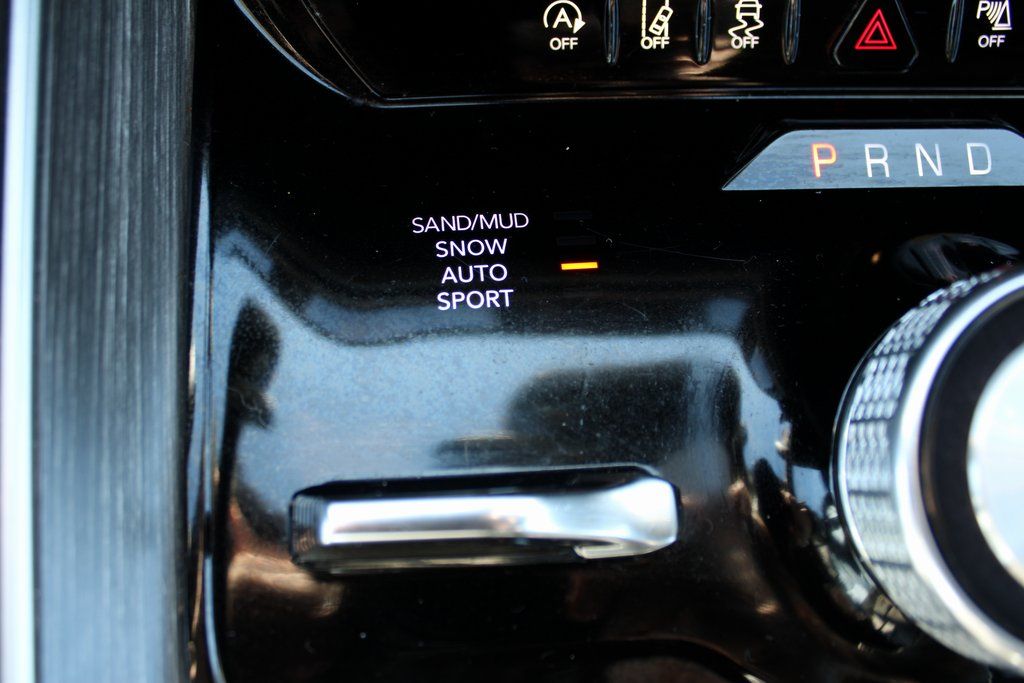 OFF OFF OFF P OFF
P R N D
SAND/MUD
SNOW
AUTO
SPORT